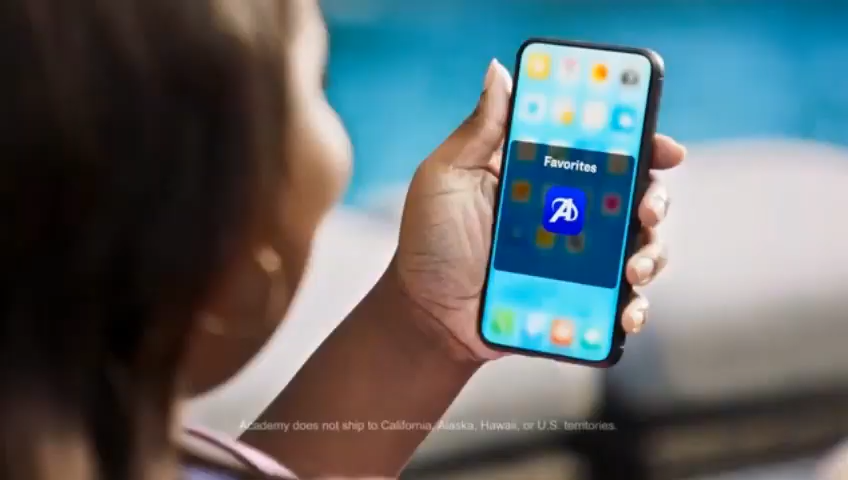 Favorites
A
Academy does not ship to California, Alaska, Hawaii, or U.S. territories.